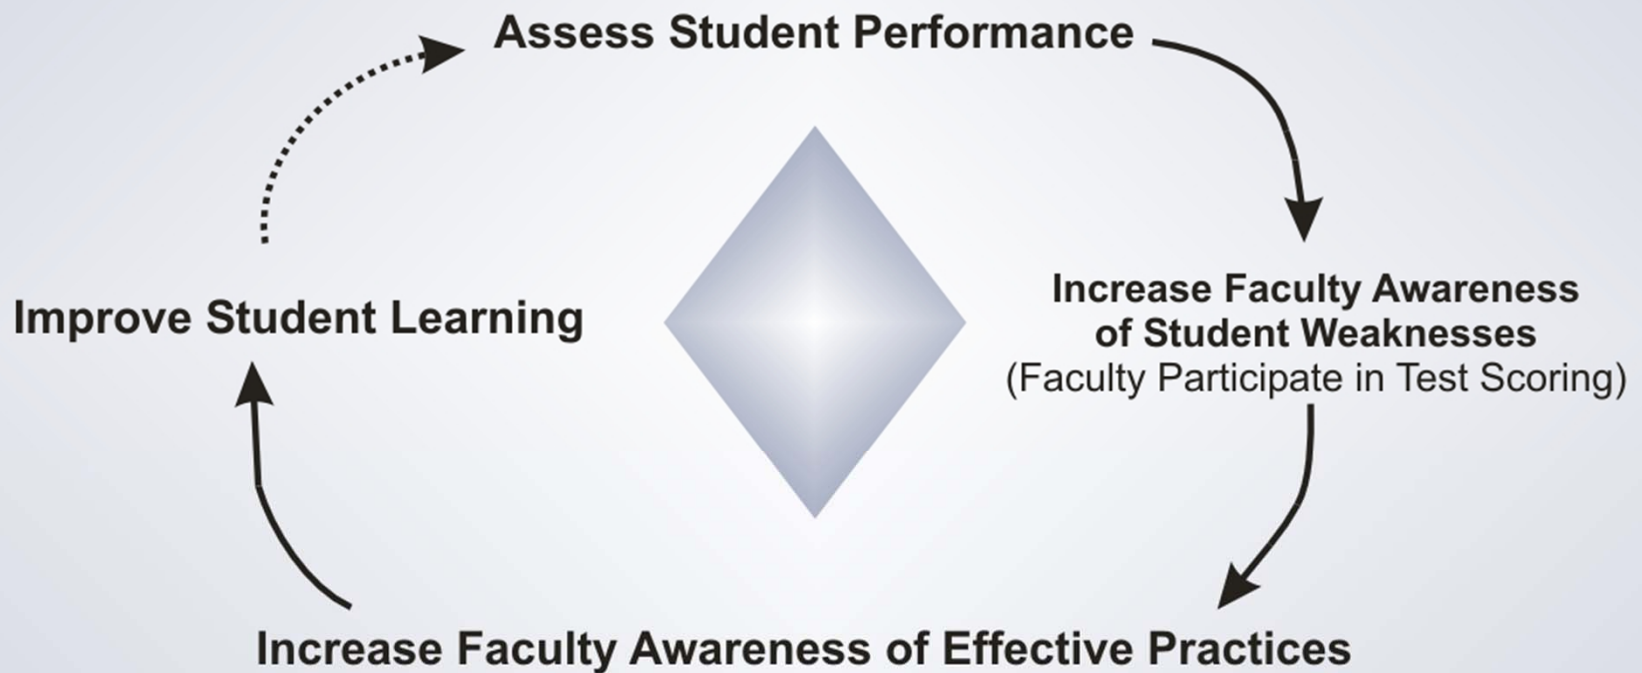 Assess Student Performance
Increase Faculty Awareness
of Student Weaknesses
(Faculty Participate in Test Scoring)
Increase Faculty Awareness of Effective Practices
Improve Student Learning